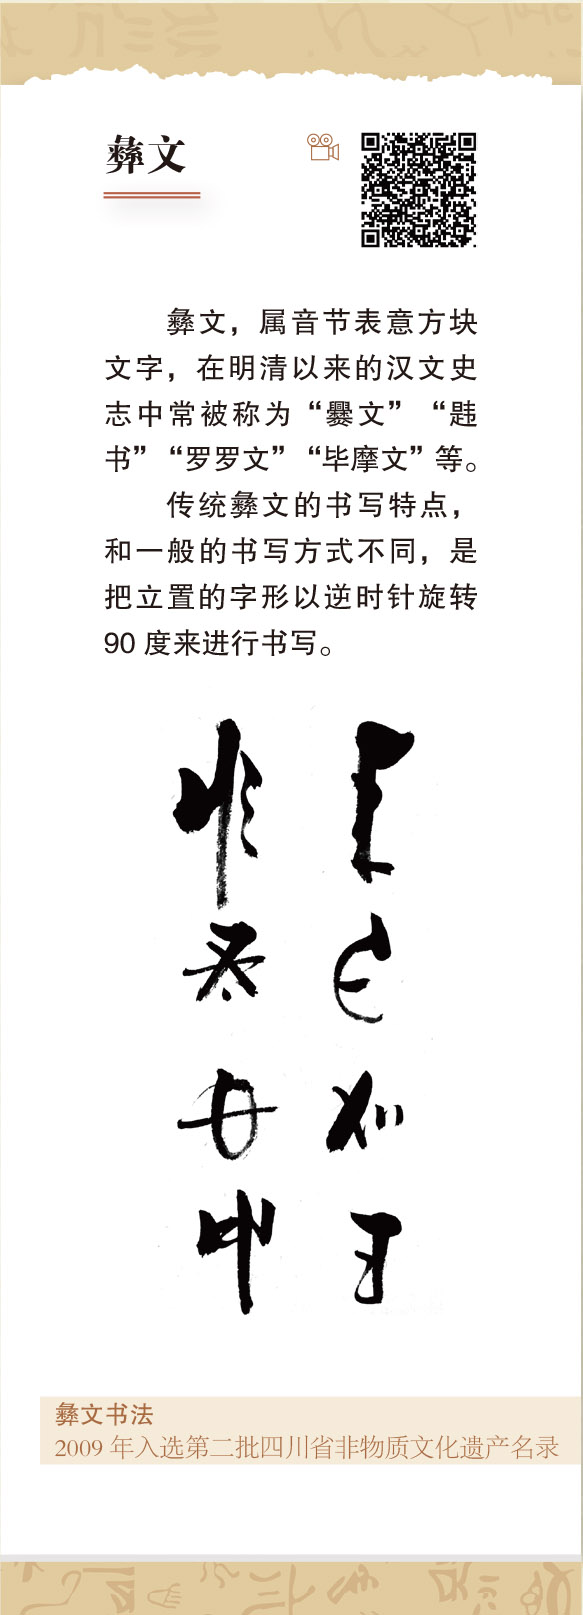 彝文
彝文，属音节表意方块
文字，在明清以来的汉文史
志中常被称为“爨文”“韪
书”“罗罗文”“毕摩文”等。
传统彝文的书写特点，
和一般的书写方式不同，是
把立置的字形以逆时针旋转
90 度来进行书写。
彝文书法
2009 年入选第二批四川省非物质文化遗产名录